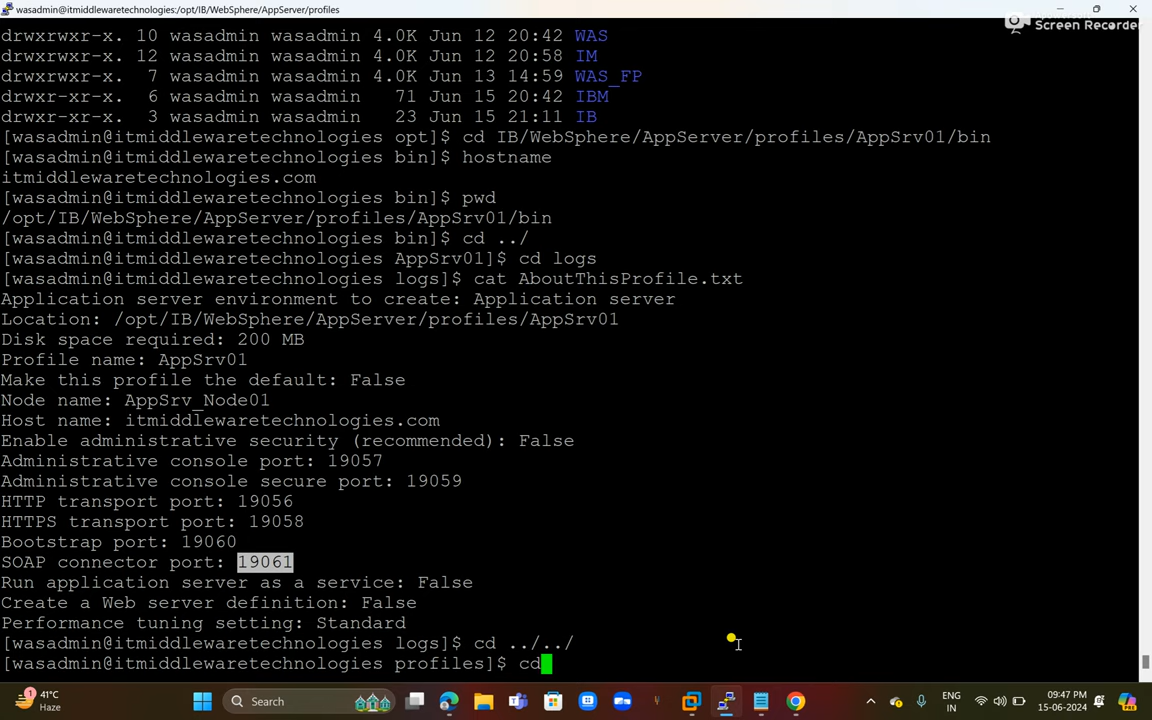 wasadmin@itmiddlewaretechnologies:/opt/IB/WebSphere/AppServer/profiles
Screen Recorder
drwxrwxr-x. 10 wasadmin wasadmin 4.0K Jun 12 20:42 WAS
drwxrwxr-x. 12 wasadmin wasadmin 4.0K Jun 12 20:58 IM
drwxrwxr-x.  7 wasadmin wasadmin 4.0K Jun 13 14:59 WAS_FP
drwxr-xr-x.  6 wasadmin wasadmin   71 Jun 15 20:42 IBM
drwxr-xr-x.  3 wasadmin wasadmin   23 Jun 15 21:11 IB
[wasadmin@itmiddlewaretechnologies opt]$ cd IB/WebSphere/AppServer/profiles/AppSrv01/bin
[wasadmin@itmiddlewaretechnologies bin]$ hostname
itmiddlewaretechnologies.com
[wasadmin@itmiddlewaretechnologies bin]$ pwd
/opt/IB/WebSphere/AppServer/profiles/AppSrv01/bin
[wasadmin@itmiddlewaretechnologies bin]$ cd ../
[wasadmin@itmiddlewaretechnologies AppSrv01]$ cd logs
[wasadmin@itmiddlewaretechnologies logs]$ cat AboutThisProfile.txt
Application server environment to create: Application server
Location: /opt/IB/WebSphere/AppServer/profiles/AppSrv01
Disk space required: 200 MB
Profile name: AppSrv01
Make this profile the default: False
Node name: AppSrv_Node01
Host name: itmiddlewaretechnologies.com
Enable administrative security (recommended): False
Administrative console port: 19057
Administrative console secure port: 19059
HTTP transport port: 19056
HTTPS transport port: 19058
Bootstrap port: 19060
SOAP connector port: 19061
Run application server as a service: False
Create a Web server definition: False
Performance tuning setting: Standard
[wasadmin@itmiddlewaretechnologies logs]$ cd ../../
[wasadmin@itmiddlewaretechnologies profiles]$ cd
41°C
Haze
Search
ENG
IN
09:47 PM
15-06-2024